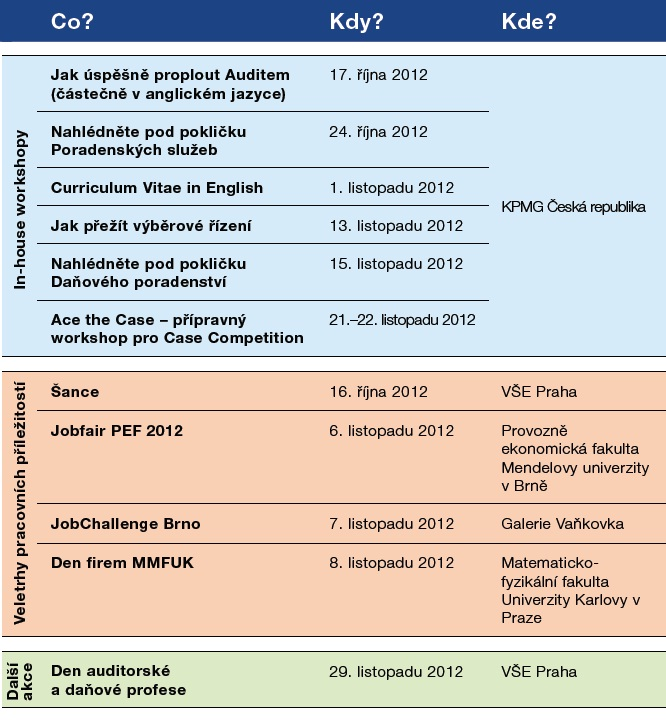 Co? Kdy? Kde?
In-house workshopy
Jak úspěšně proplout Auditem
(částečně v anglickém jazyce)
17. října 2012
Nahlédněte pod pokličku
Poradenských služeb
24. října 2012
Curriculum Vitae in English
1. listopadu 2012
KPMG Česká republika
Jak přežít výběrové řízení
13. listopadu 2012
Nahlédněte pod pokličku
Daňového poradenství
15. listopadu 2012
Ace the Case – přípravný
workshop pro Case Competition
21.–22. listopadu 2012
Veletrhy pracovních příležitostí
Šance
16. října 2012
VŠE Praha
Jobfair PEF 2012
6. listopadu 2012
Provozně
ekonomická fakulta
Mendelovy univerzity
v Brně
JobChallenge Brno
7. listopadu 2012
Galerie Vaňkovka
Den firem MMFUK
8. listopadu 2012
Matematicko-
fyzikální fakulta
Univerzity Karlovy v
Praze
Další
akce
Den auditorské
a daňové profese
29. listopadu 2012
VŠE Praha